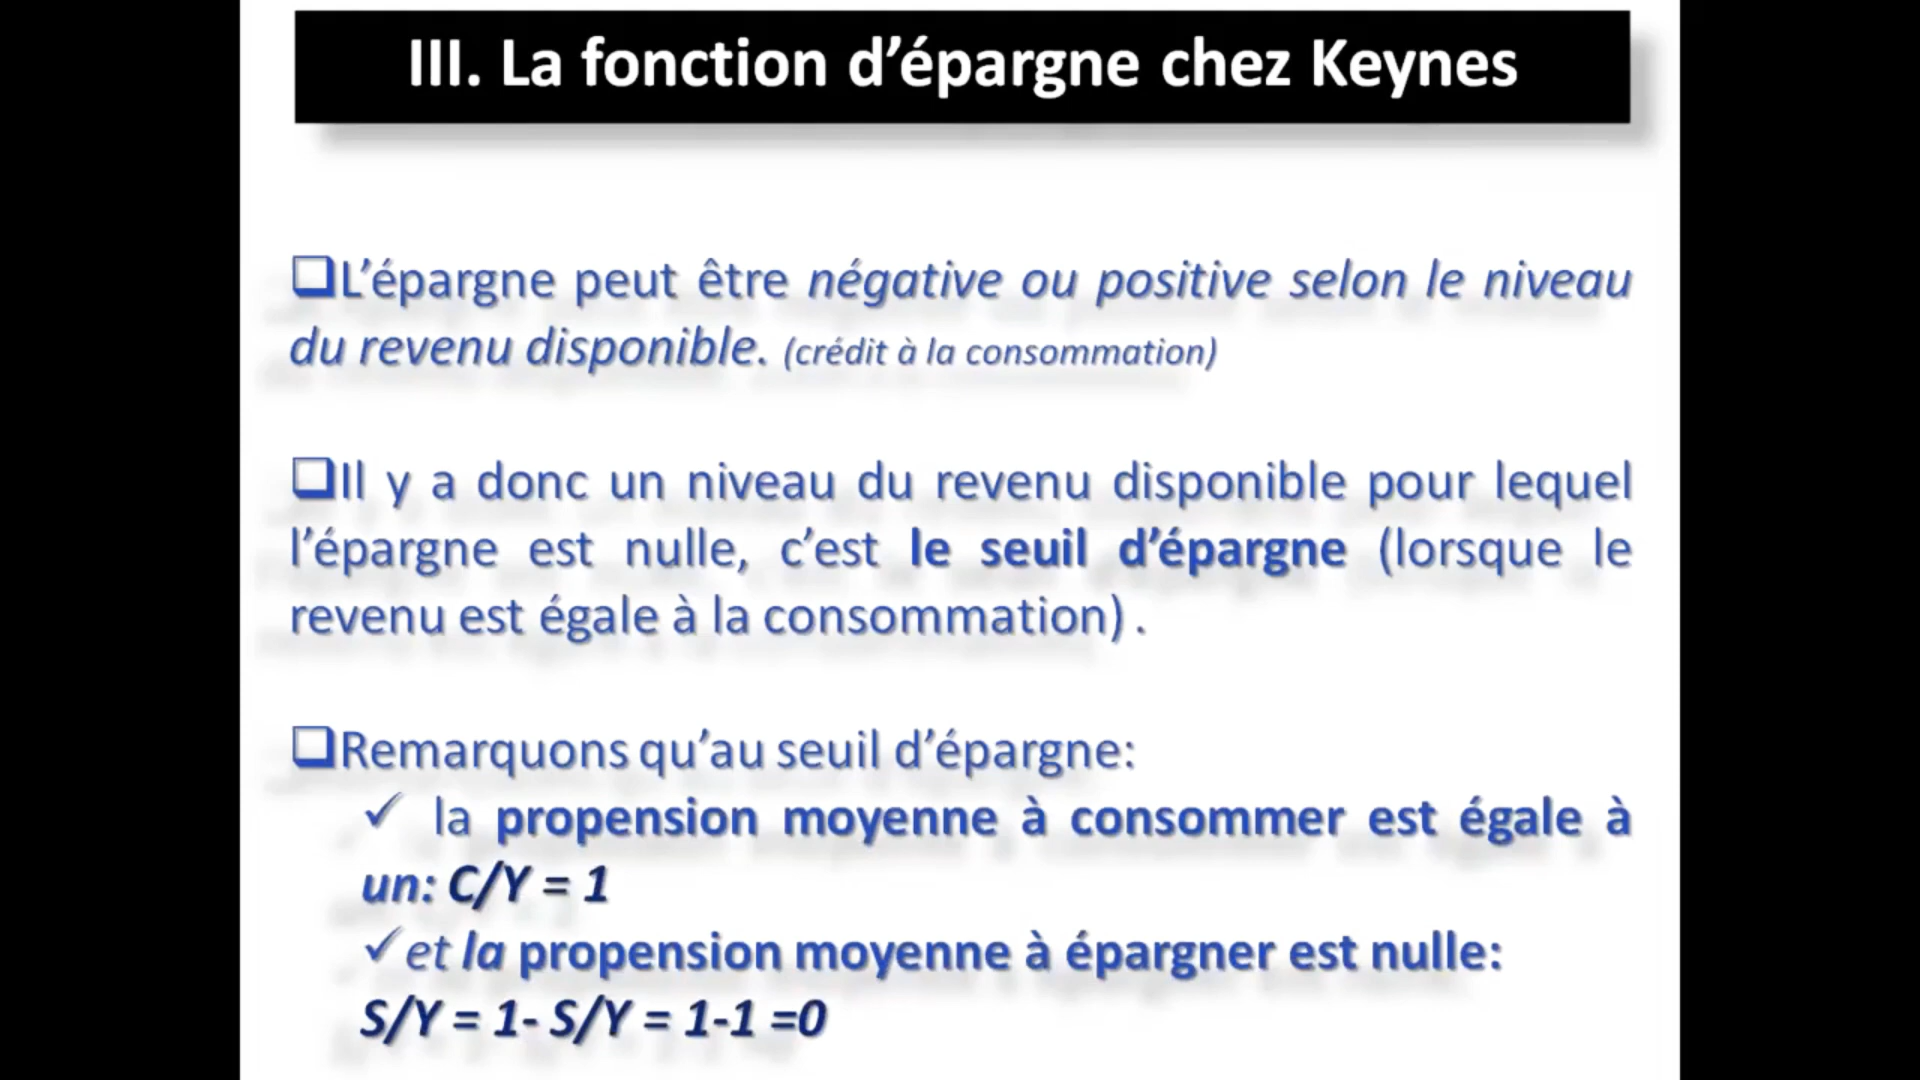 III. La fonction d’épargne chez Keynes
❑L’épargne peut être négative ou positive selon le niveau
du revenu disponible. (crédit à la consommation)
❑Il y a donc un niveau du revenu disponible pour lequel
l’épargne est nulle, c’est le seuil d’épargne (lorsque le
revenu est égale à la consommation) .
❑Remarquons qu’au seuil d’épargne:
✓ la propension moyenne à consommer est égale à
un: C/Y = 1
✓et la propension moyenne à épargner est nulle:
S/Y = 1- S/Y = 1-1 =0